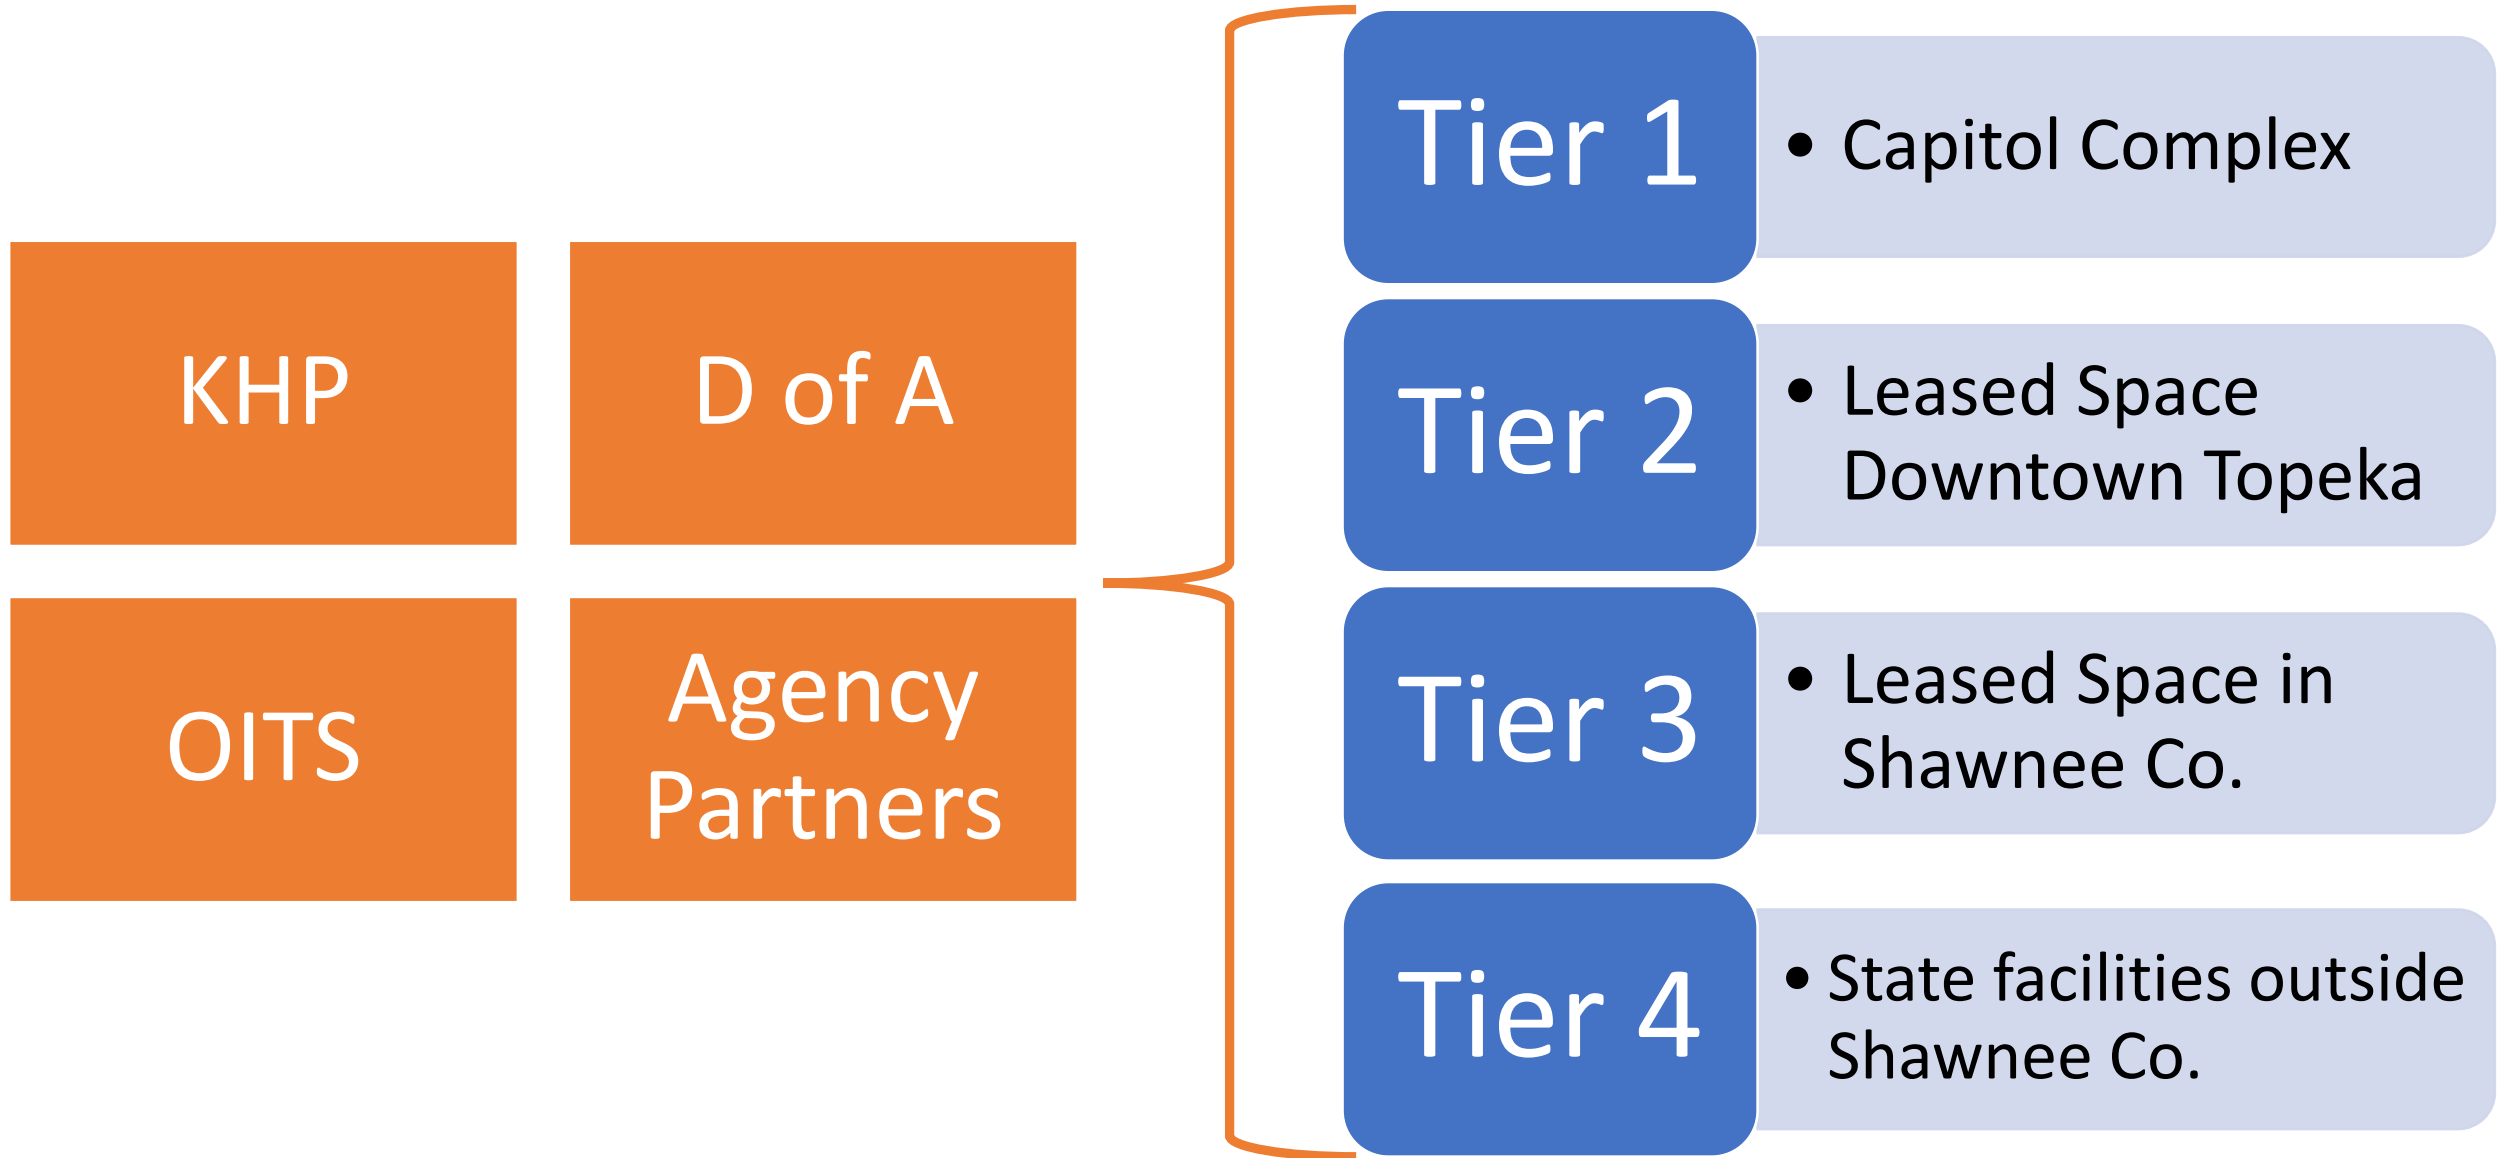 KHP
D of A
OITS
Agency
Partners
Tier 1
• Capitol Complex
Tier 2
• Leased Space
Downtown Topeka
Tier 3
• Leased Space in
Shawnee Co.
Tier 4
• State facilities outside
Shawnee Co.